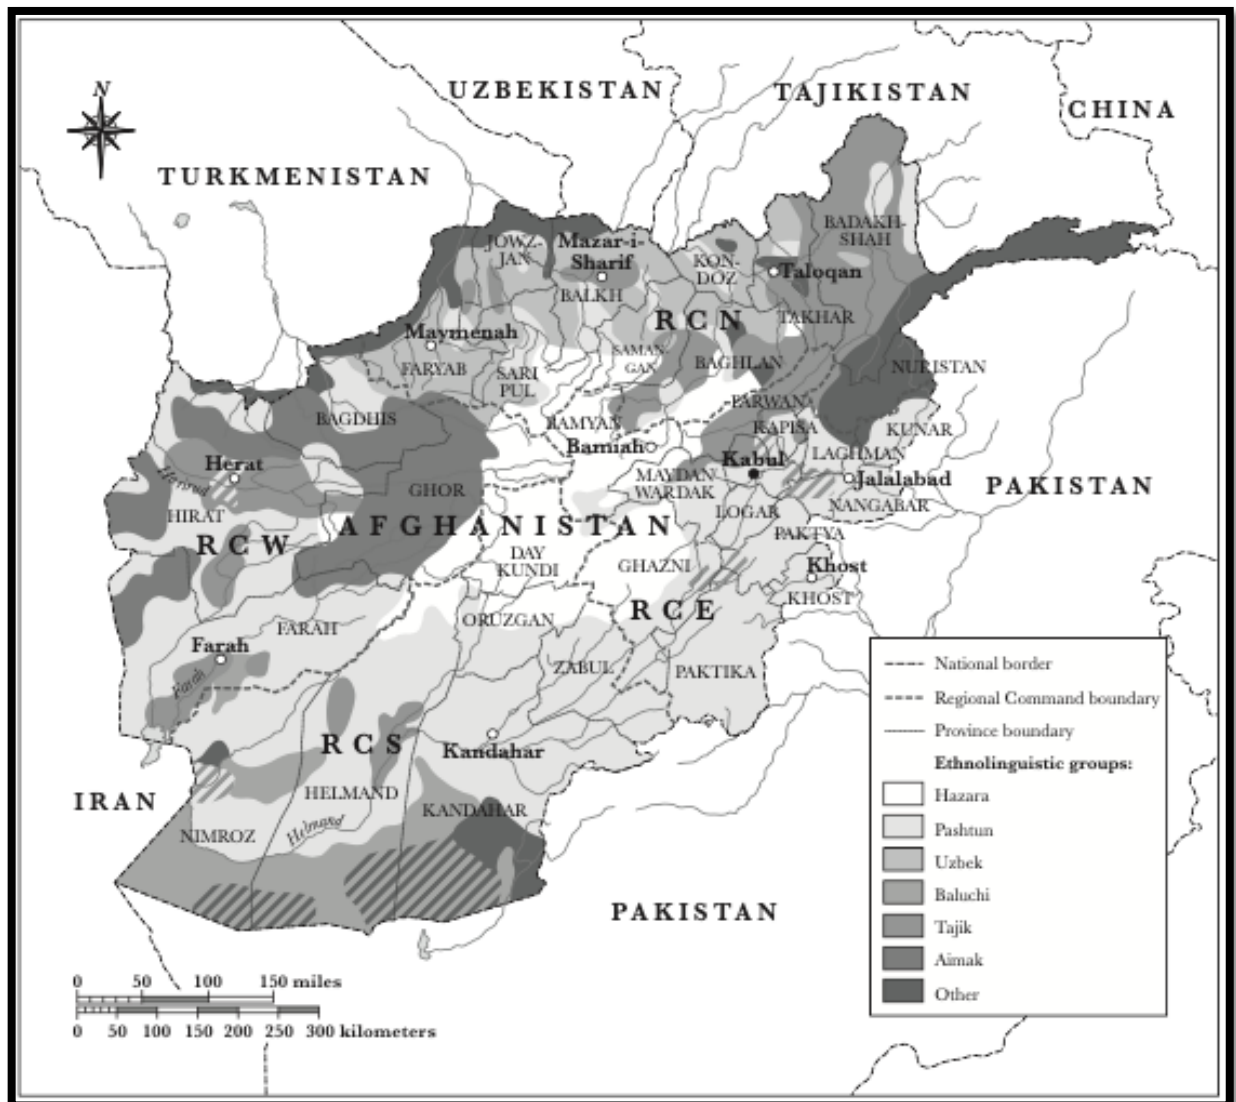 N
UZBEKISTAN
TAJIKISTAN
CHINA
TURKMENISTAN
BADAKH-
SHAH
JOWZ-
JAN
Mazar-i-
Sharif
KON-
DOZ
Taloqan
BALKH
RCN
TAKHAR
Maymenah
SAMAN-
GAN
BAGHLAN
FARYAB
SARI
PUL
NURISTAN
PARWAN
BAGDHIS
BAMYAN
KAPISA
KUNAR
Bamiah
LAGHMAN
Herat
Kabul
Harirud
MAYDAN
WARDAK
Jalalabad
PAKISTAN
GHOR
LOGAR
NANGABAR
HIRAT
AFGHANISTAN
PAKTYA
RCW
DAY
KUNDI
GHAZNI
Khost
KHOST
RCE
ORUZGAN
FARAH
Farah
ZABUL
PAKTIKA
Farah
RCS
Kandahar
IRAN
HELMAND
KANDAHAR
NIMROZ
Helmand
PAKISTAN
National border
Regional Command boundary
Province boundary
Ethnolinguistic groups:
Hazara
Pashtun
Uzbek
Baluchi
Tajik
Aimak
Other
0 50 100 150 miles
0 50 100 150 200 250 300 kilometers